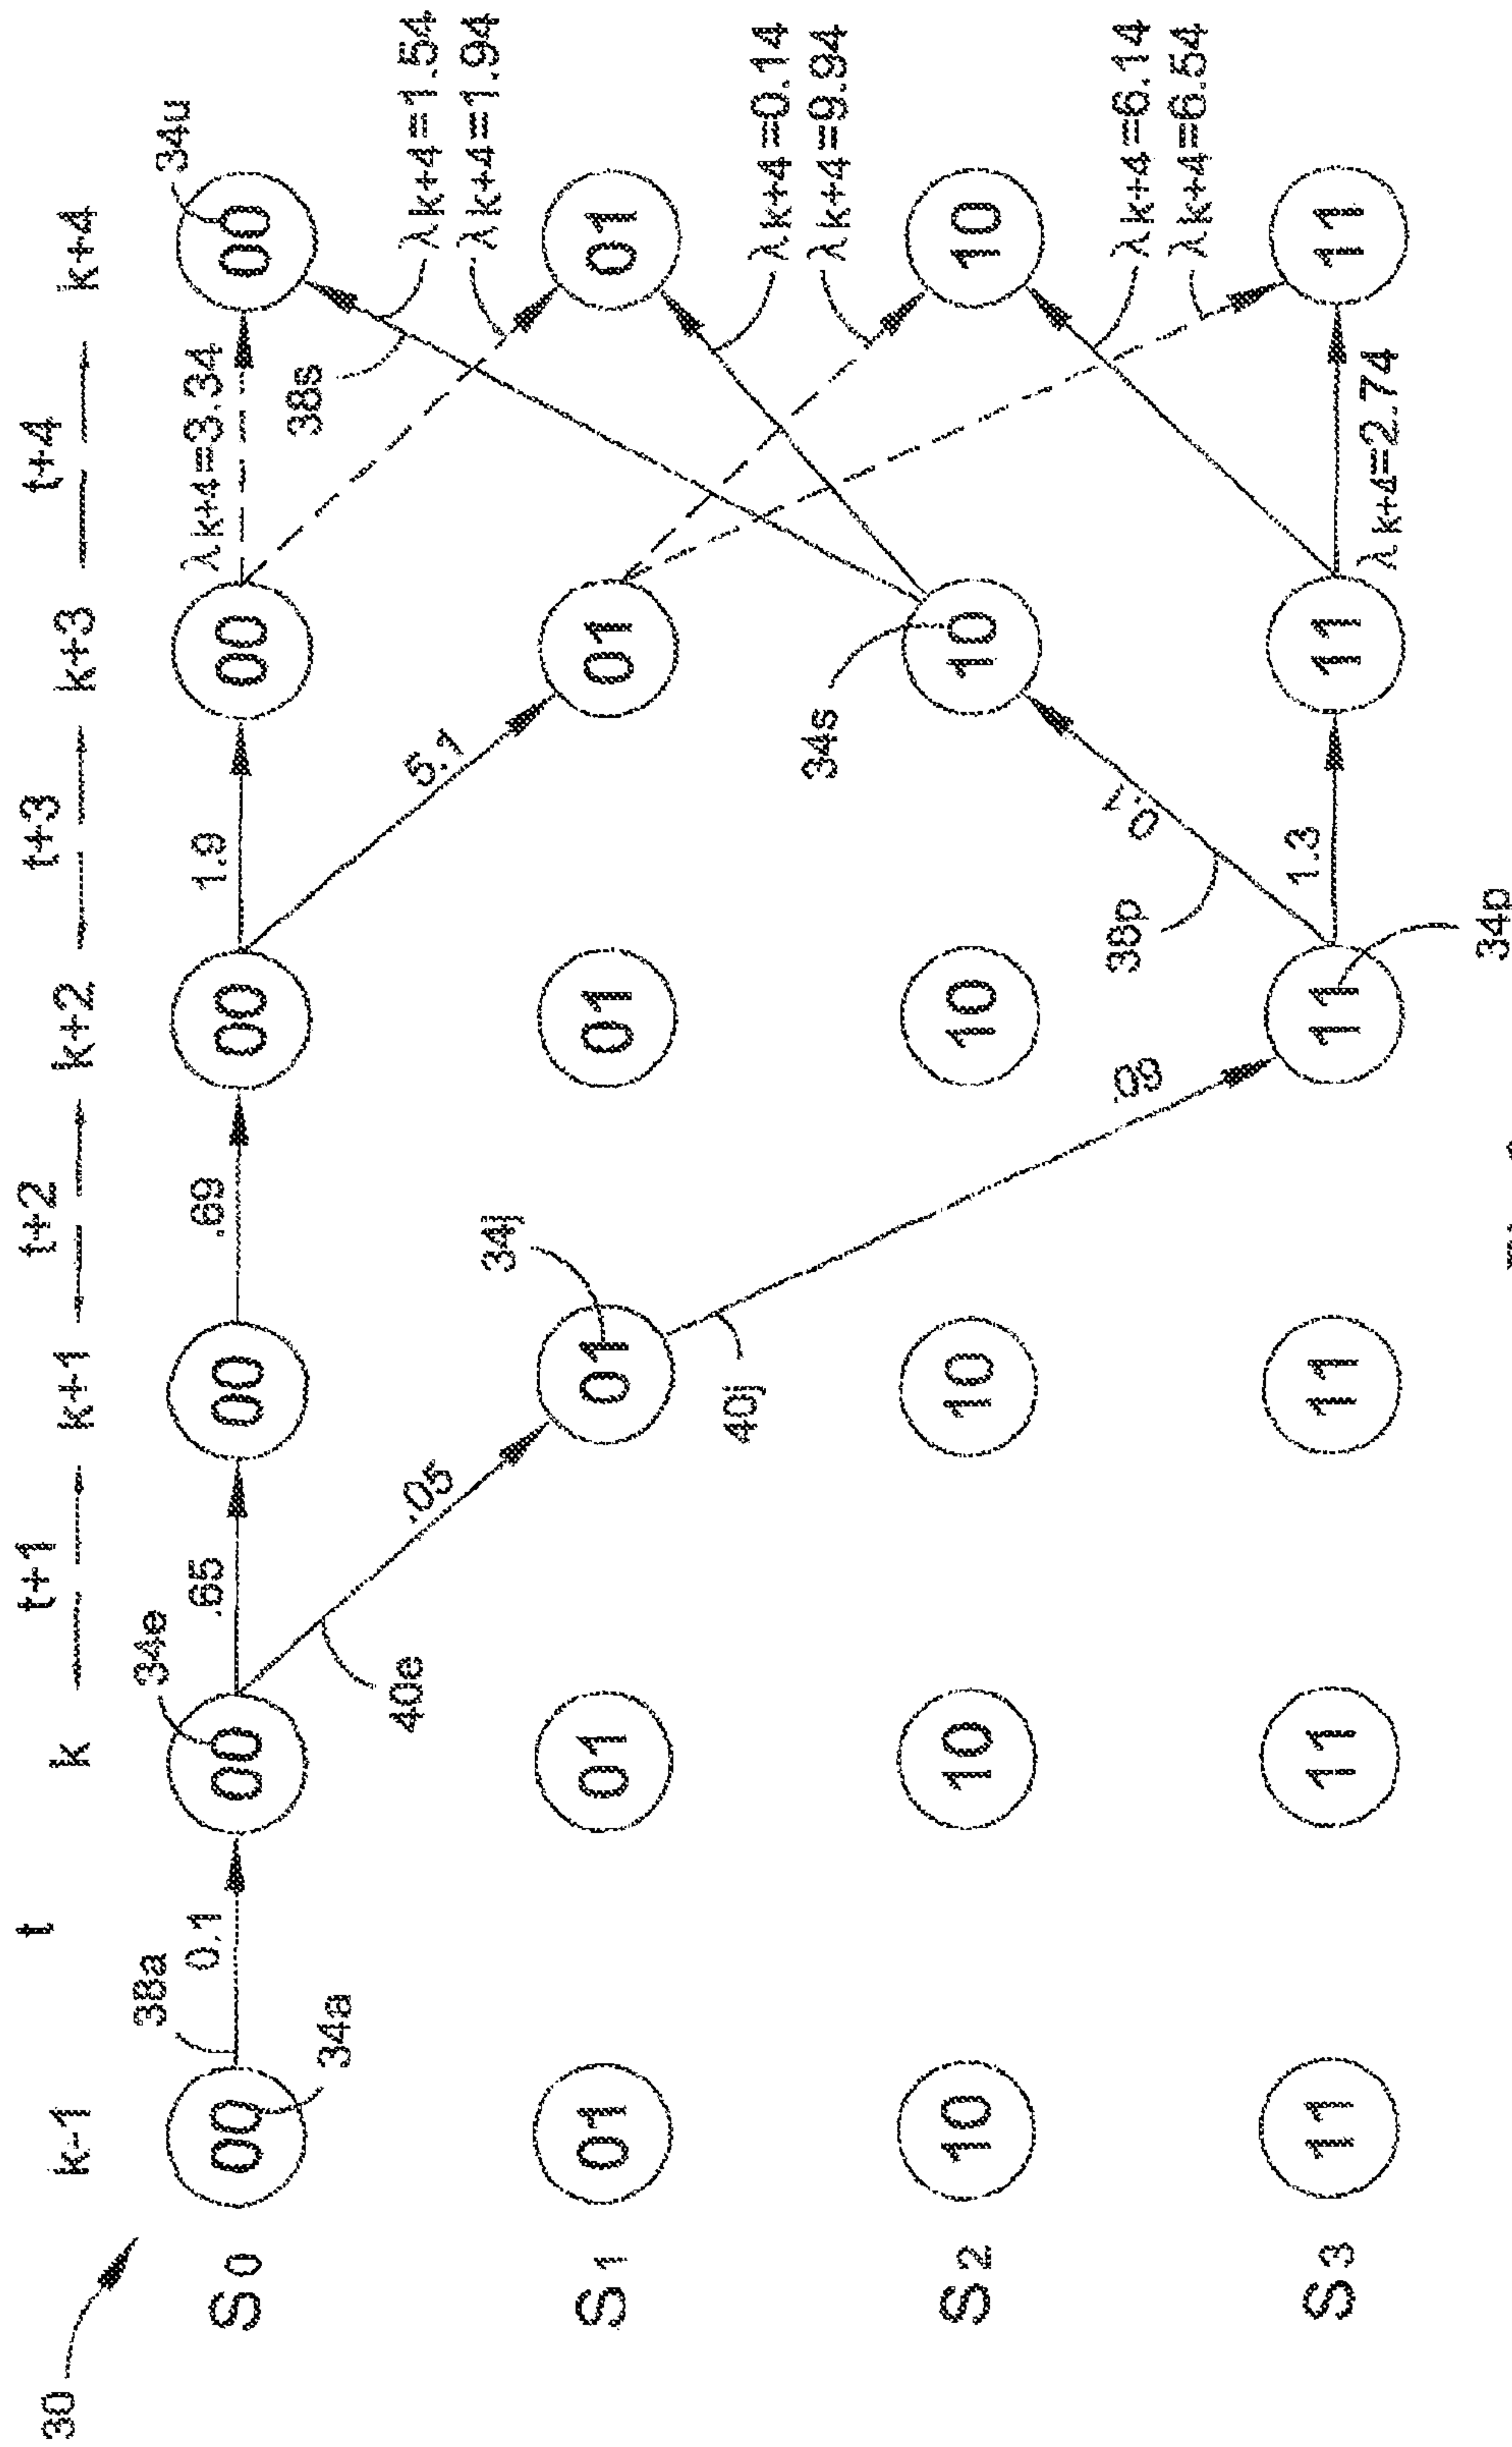 30
k-1
t
k
t+1
k+1
t+2
k+2
t+3
k+3
t+4
k+4
S0
00
38a
0.1
34a
00
34e
.65
00
.69
00
1.9
00
λk+4=3.34
00
34u
38s
λk+4=1.54
λk+4=1.94
40e
.05
5.1
S1
01
01
01
34j
01
01
01
40j
34s
λk+4=0.14
λk+4=9.94
S2
10
10
10
10
10
10
.09
38p
0.1
λk+4=6.14
λk+4=6.54
S3
11
11
11
11
1.3
11
λk+4=2.74
11
34p